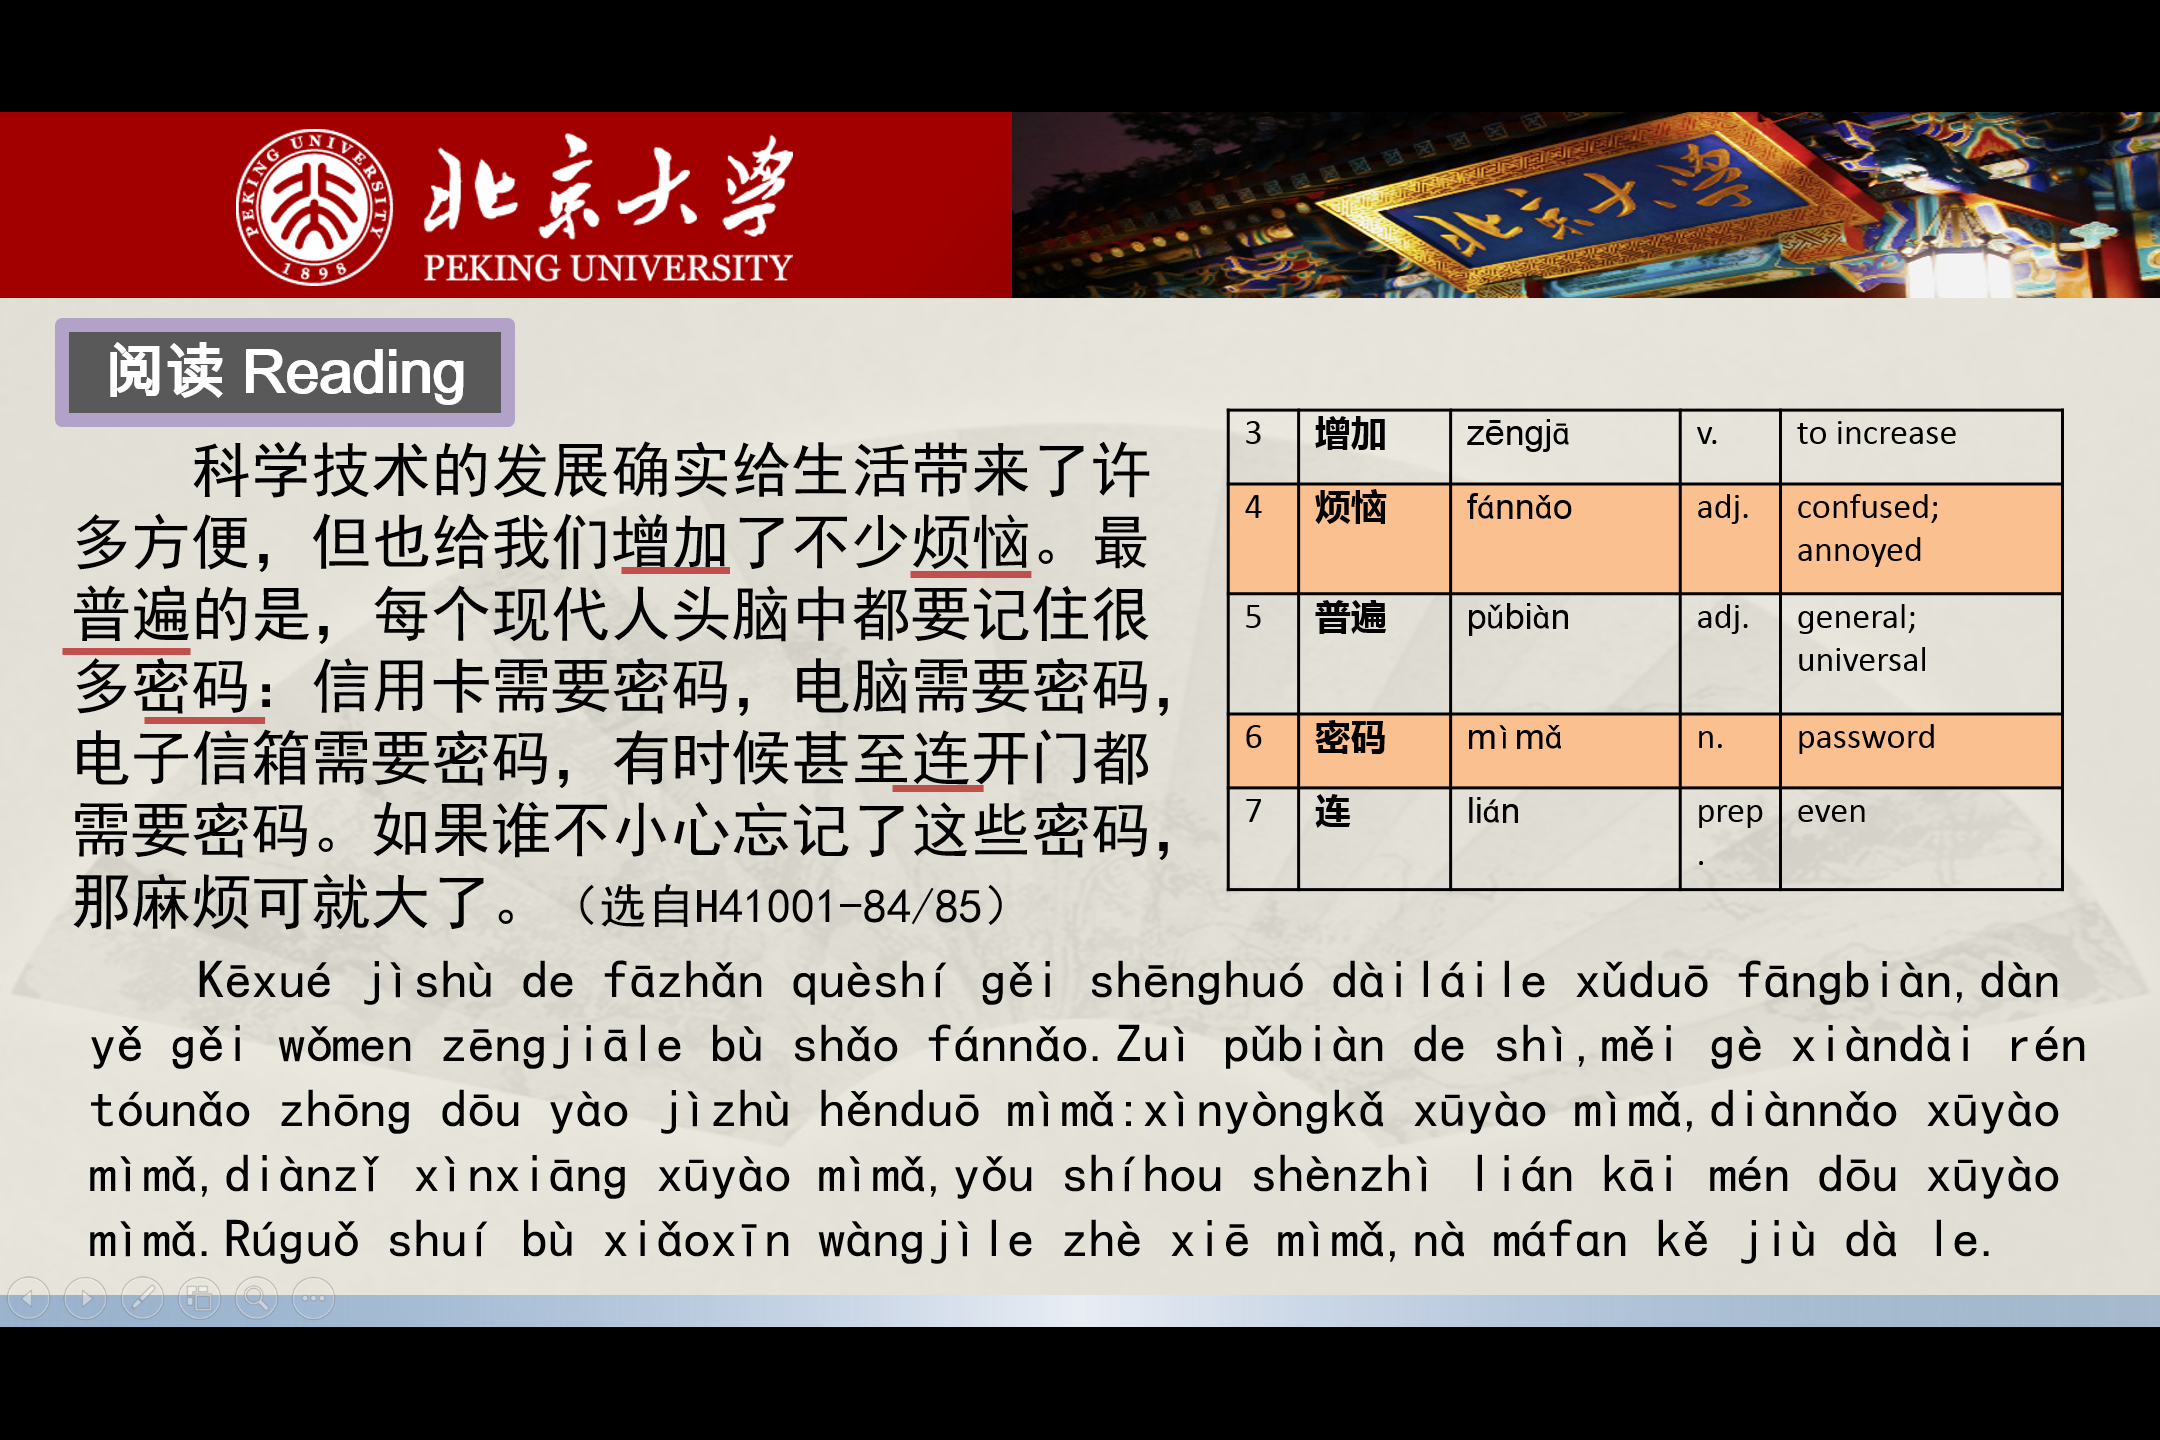 PEKING UNIVERSITY
1898
北京大学
PEKING UNIVERSITY
北京大学
阅读 Reading
科学技术的发展确实给生活带来了许
多方便，但也给我们增加了不少烦恼。最
普遍的是，每个现代人头脑中都要记住很
多密码：信用卡需要密码，电脑需要密码，
电子信箱需要密码，有时候甚至连开门都
需要密码。如果谁不小心忘记了这些密码，
那麻烦可就大了。（选自H41001-84/85）
3 增加 zēngjā v. to increase
4 烦恼 fánnǎo adj. confused;
annoyed
5 普遍 pǔbiàn adj. general;
universal
6 密码 mìmǎ n. password
7 连 lián prep even
.
Kēxué jìshù de fāzhǎn quèshí gěi shēnghuó dàiláile xǔduō fāngbiàn,dàn
yě gěi wǒmen zēngjiāle bù shǎo fánnǎo.Zuì pǔbiàn de shì,měi gè xiàndài rén
tóunǎo zhōng dōu yào jìzhù hěnduō mìmǎ:xìnyòngkǎ xūyào mìmǎ,diànnǎo xūyào
mìmǎ,diànzǐ xìnxiāng xūyào mìmǎ,yǒu shíhou shènzhì lián kāi mén dōu xūyào
mìmǎ.Rúguǒ shuí bù xiǎoxīn wàngjìle zhè xiē mìmǎ,nà máfan kě jiù dà le.